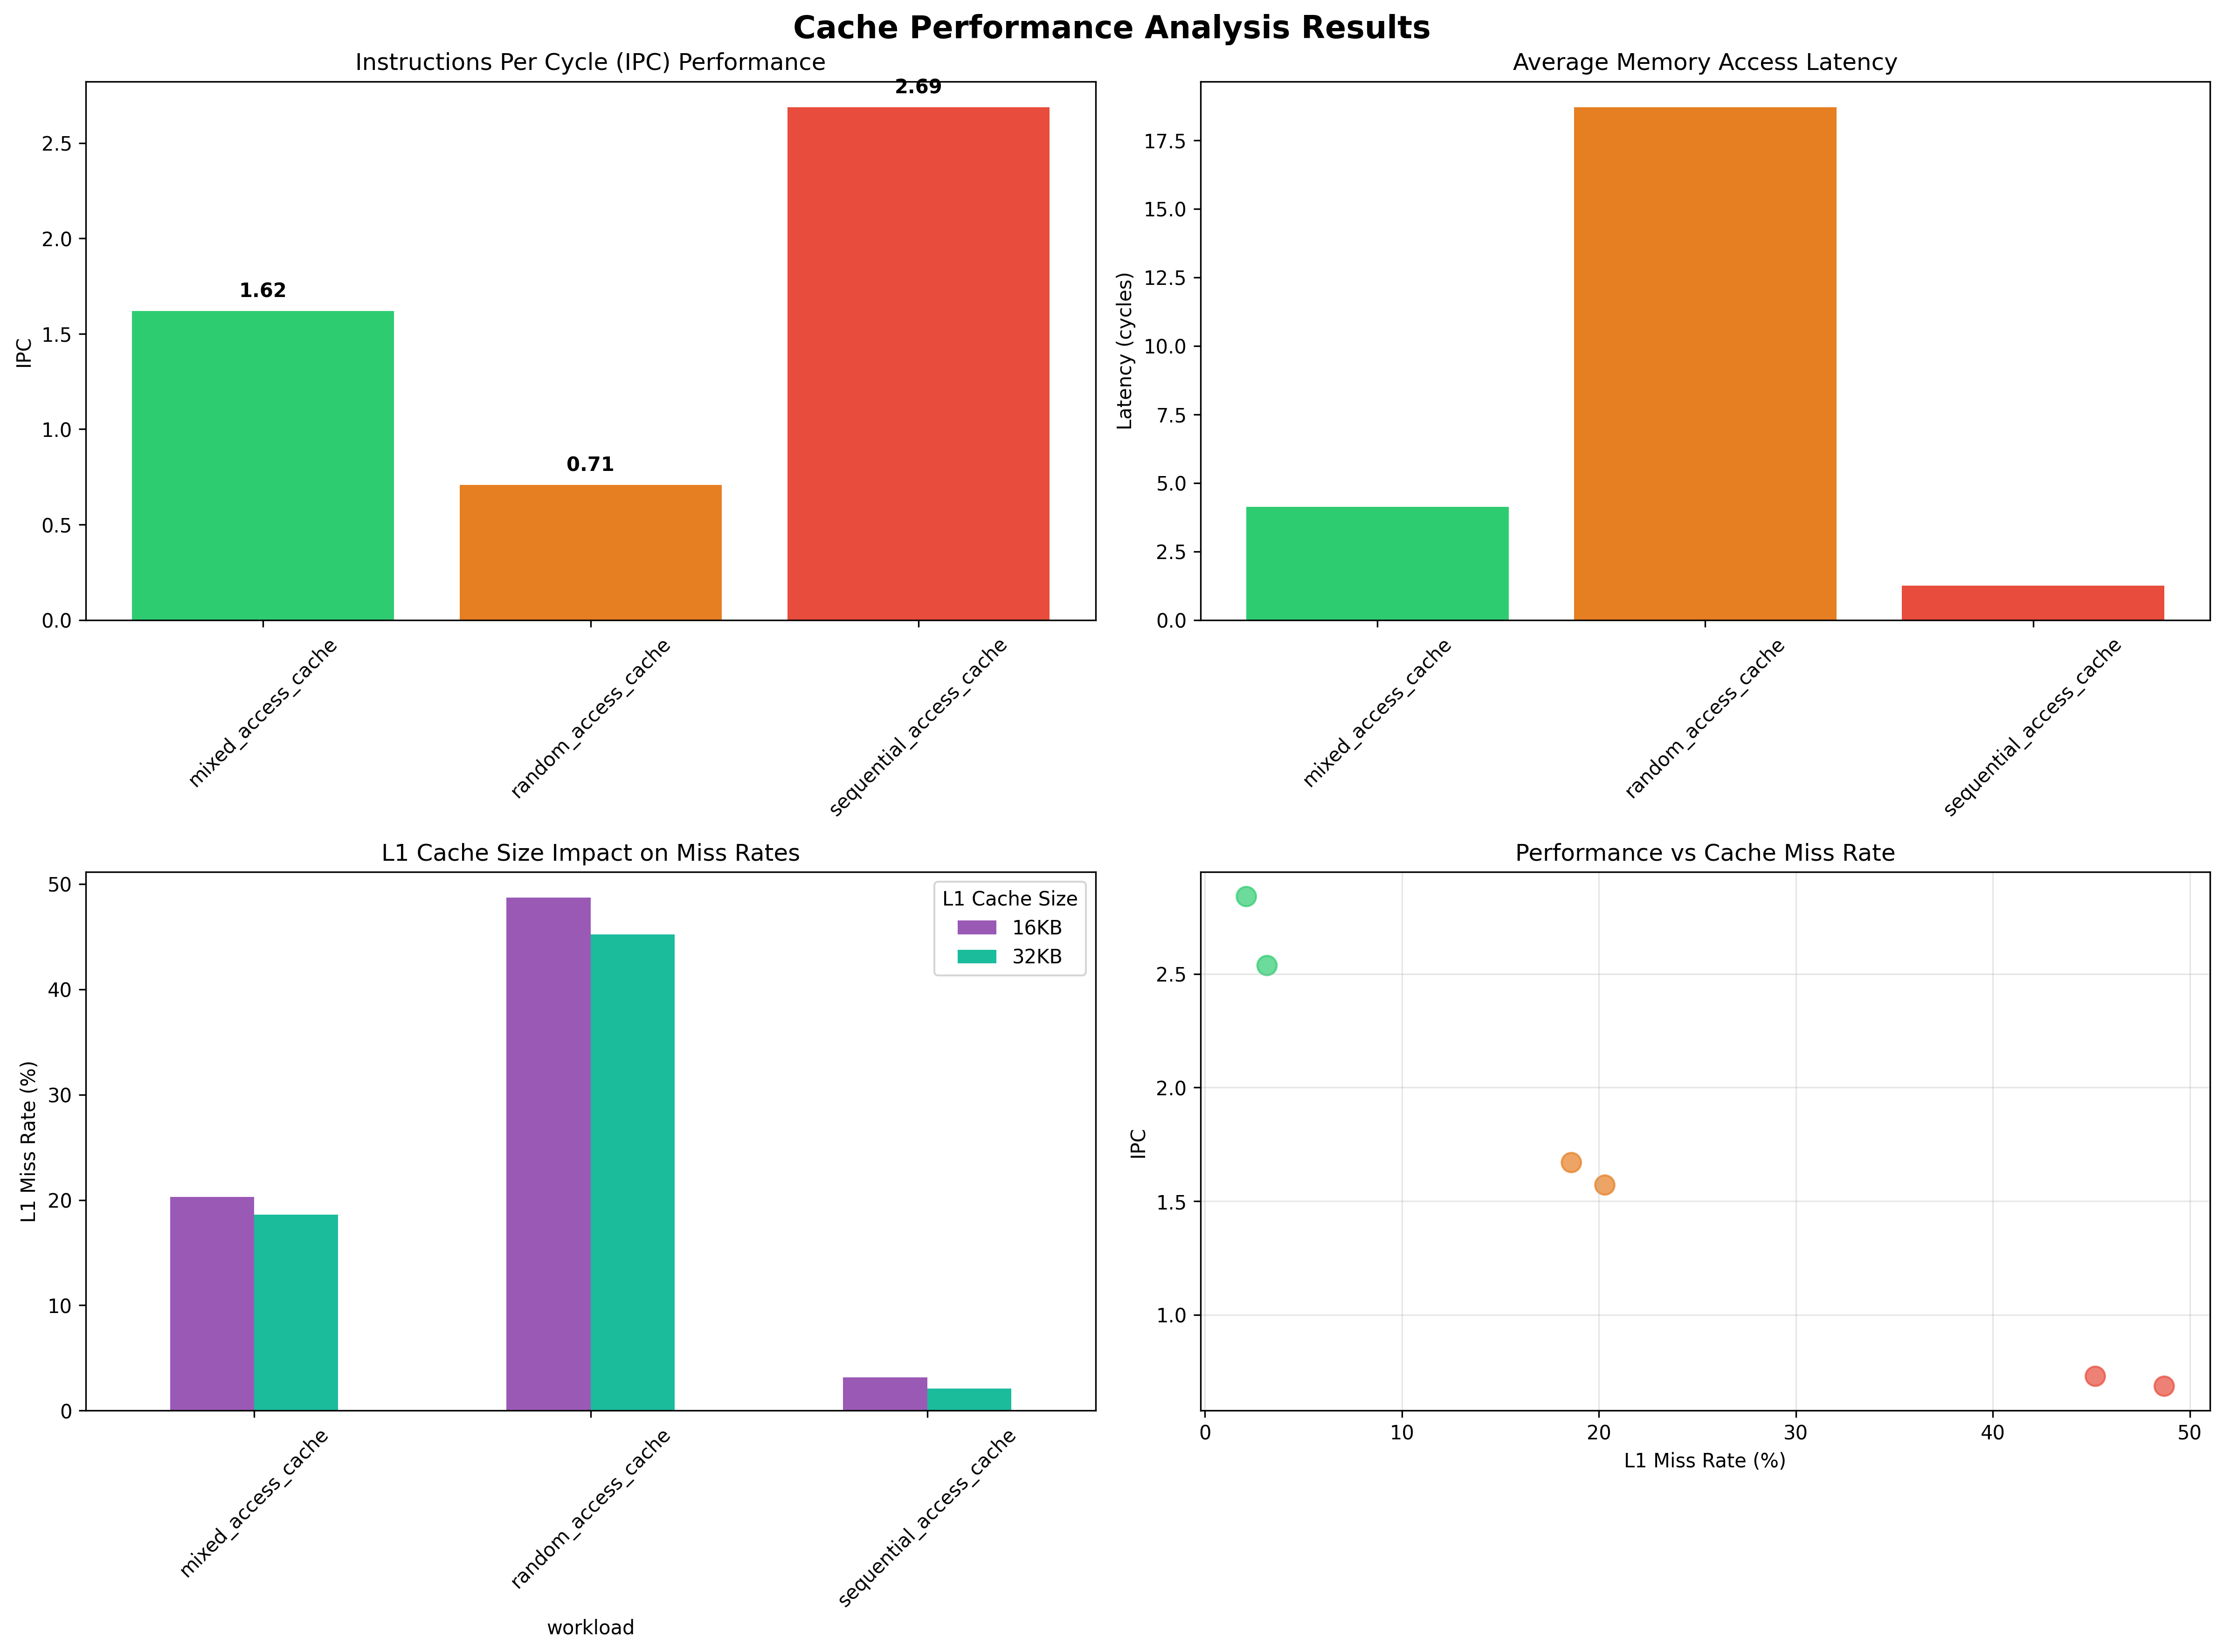 Cache Performance Analysis Results
Instructions Per Cycle (IPC) Performance
2.69
1.62
0.71
2.5
2.0
1.5
1.0
0.5
0.0
IPC
mixed_access_cache
random_access_cache
sequential_access_cache
Average Memory Access Latency
17.5
15.0
12.5
10.0
7.5
5.0
2.5
0.0
Latency (cycles)
mixed_access_cache
random_access_cache
sequential_access_cache
L1 Cache Size Impact on Miss Rates
L1 Cache Size
16KB
32KB
50
40
30
20
10
0
L1 Miss Rate (%)
mixed_access_cache
random_access_cache
sequential_access_cache
workload
Performance vs Cache Miss Rate
2.5
2.0
1.5
1.0
IPC
0 10 20 30 40 50
L1 Miss Rate (%)